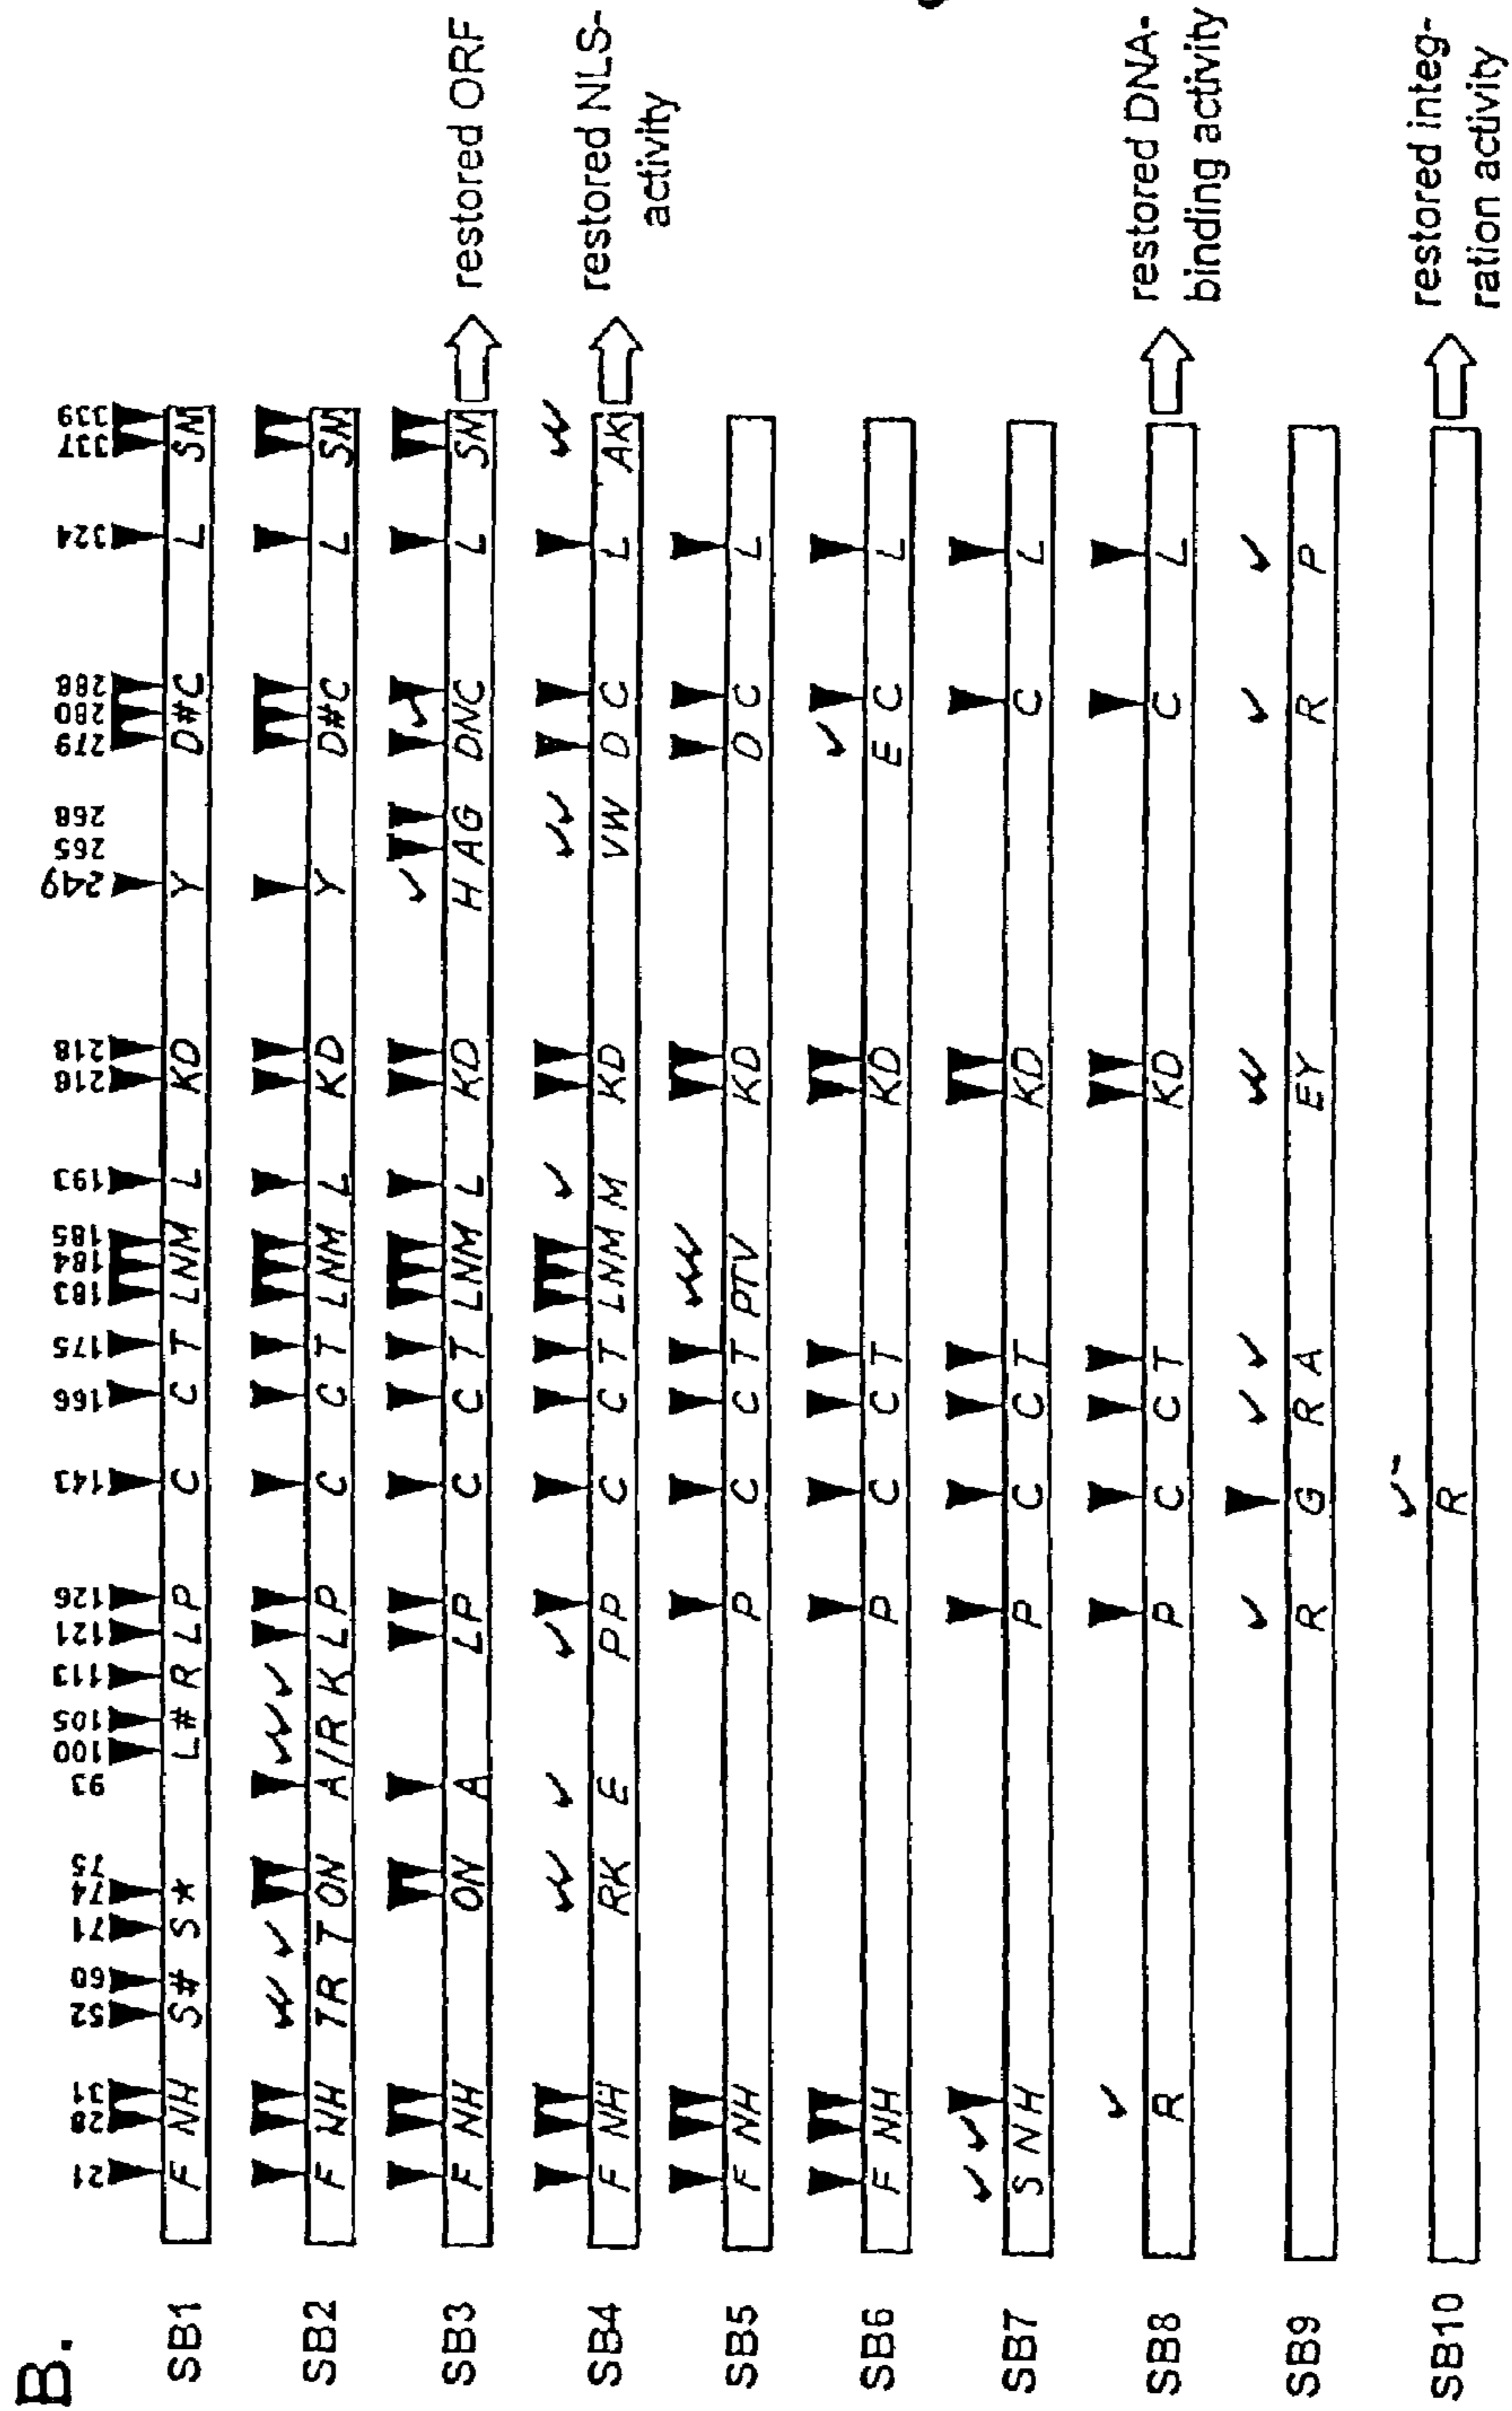 B.
21 28 31 52 60 71 74 75 93 100 105 113 121 126 143 166 175 183 184 185 193 216 218 249 265 268 279 280 288 324 337 339
SB1 F NH S# S* L# R L P C C T LNM L KD Y D#C L SM
SB2 F NH TR T QN A I R K L P C C T LNM L KD Y D#C L SM
SB3 F NH QN A LP C C T LNM L KD H AG DNC L SM restored ORF
SB4 F NH RK E PP C C T LNM M KD VW D C L AK restored NLS-
activity
SB5 F NH P C C T PTV KD D C L
SB6 F NH P C C T KD E C L
SB7 S N H P C C T KD C L
SB8 R P C C T KD C L restored DNA-
binding activity
SB9 R G R A EY R P
SB10 R restored integ-
ration activity